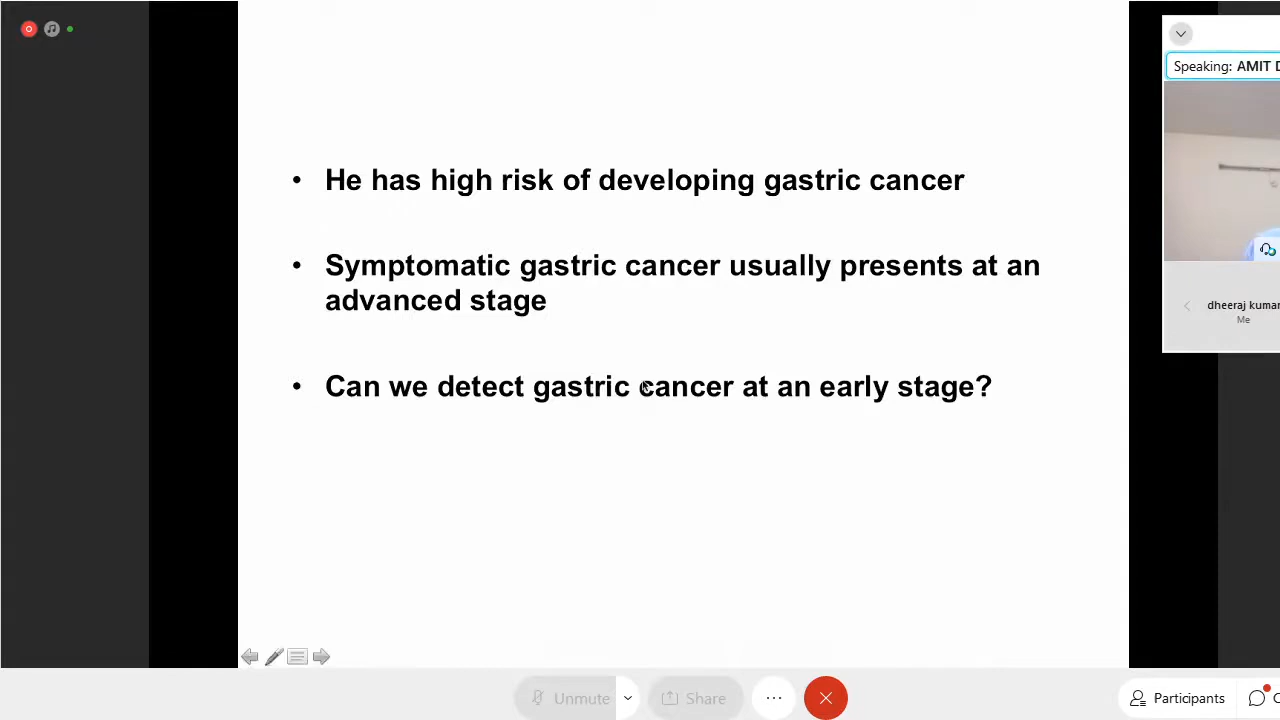 Speaking: AMIT D
• He has high risk of developing gastric cancer
• Symptomatic gastric cancer usually presents at an
advanced stage
dheeraj kumar
Me
• Can we detect gastric cancer at an early stage?
Unmute
Share
Participants